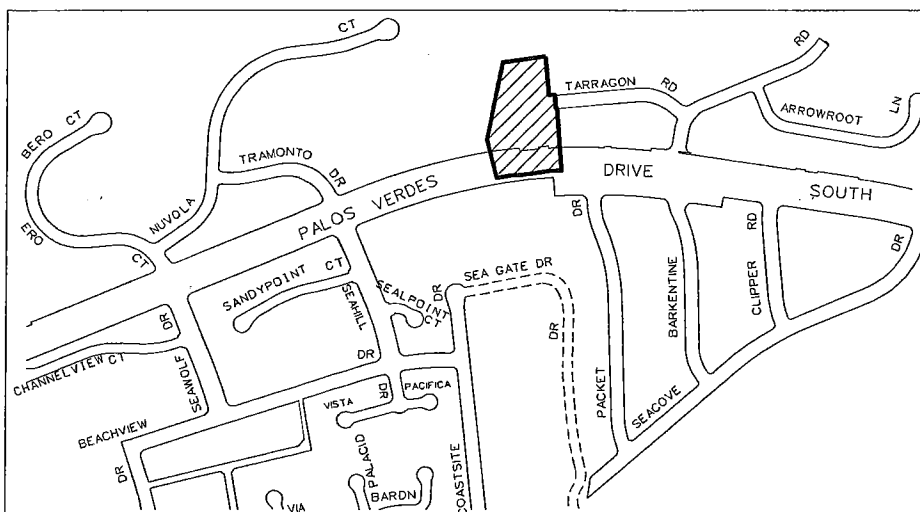 CT
RD
TARRAGON RD
ARROWROOT LN
BERO CT
TRAMONTO DR
NUVOLA
ERO CT
PALOS VERDES DRIVE SOUTH
DR
DR
RD
DR
SANDYPOINT CT
SEA GATE DR
SEAHILL DR
SEALPOINT CT
DR
DR
BARKENTINE
CLIPPER
DR
CHANNELVIEW CT
SEAWOLF
PACKET
SEACOVE
VISTA
DR
PACIFICA
BEACHVIEW
DR
PALACID
COASTSITE
BARDN
VIA